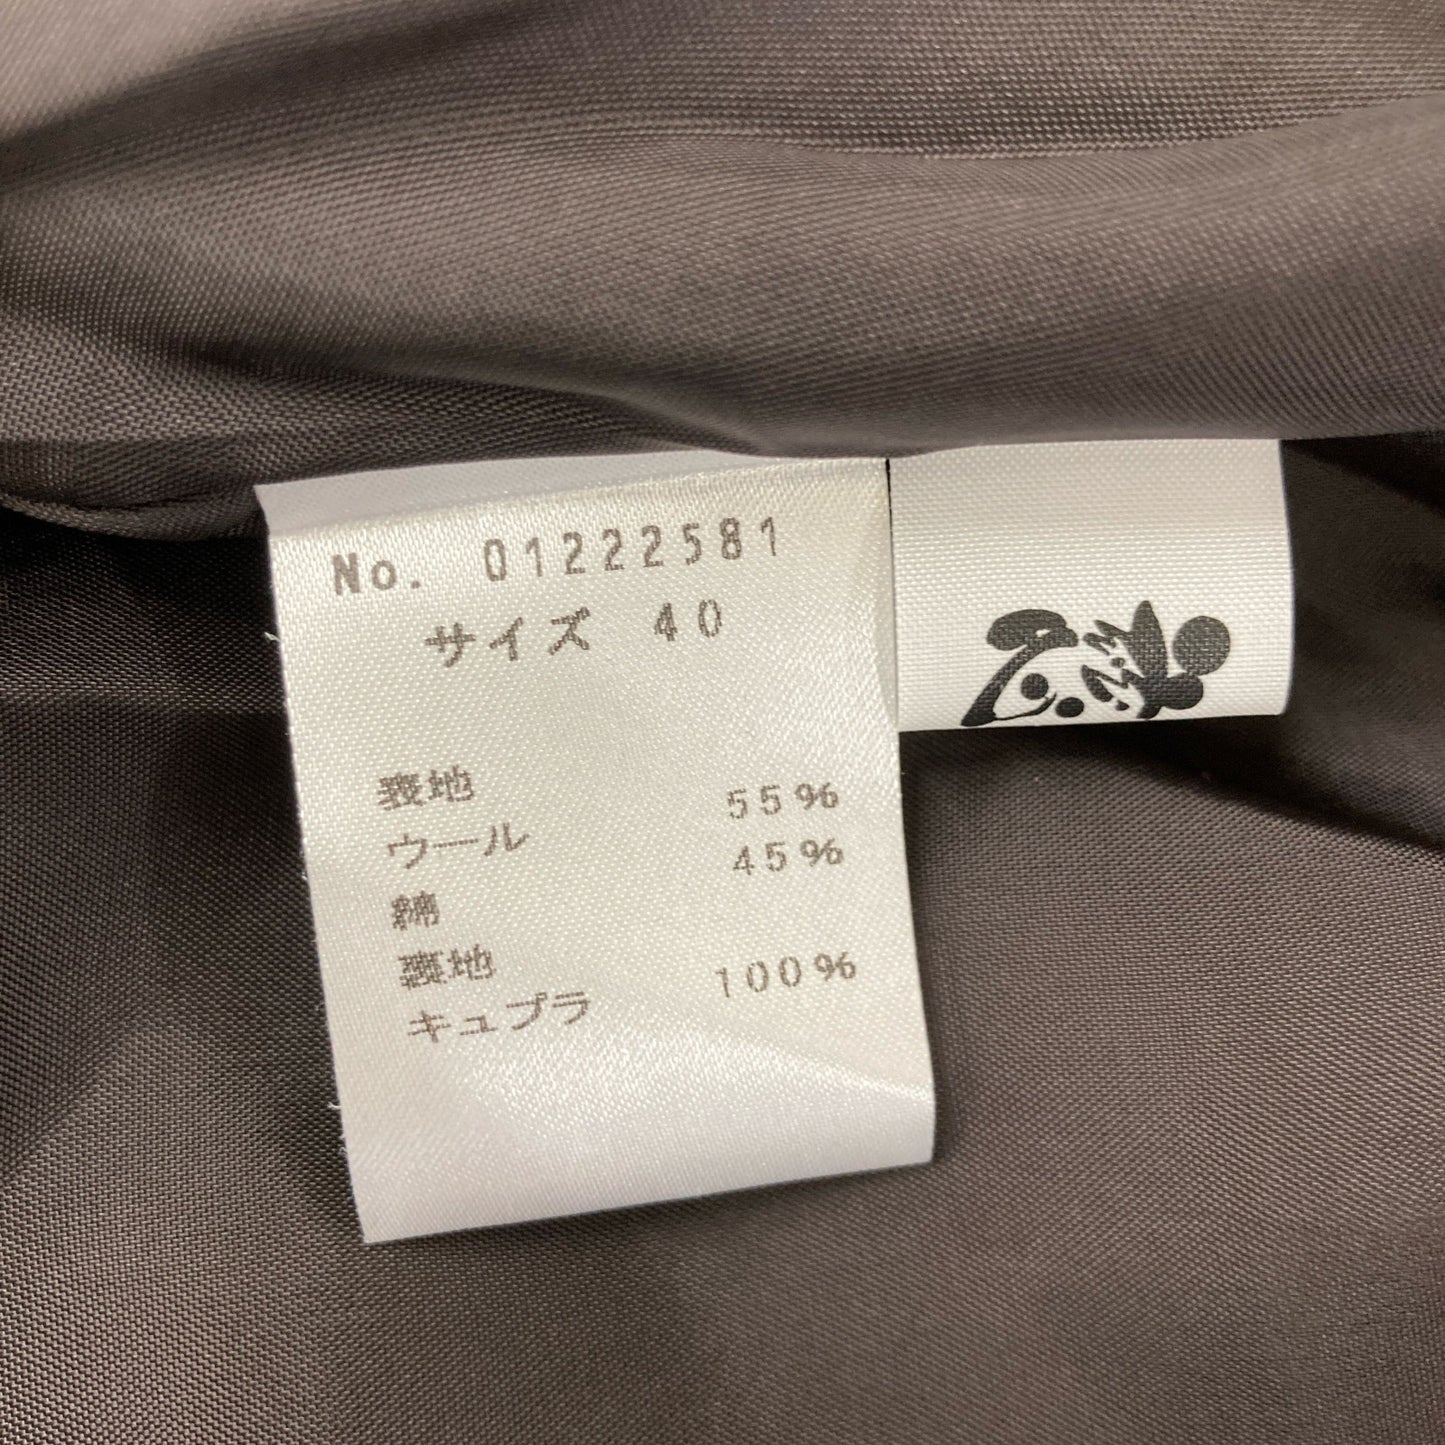 No. 01222581
サイズ 40
表地
ウール 55%
綿 45%
裏地
キュプラ 100%